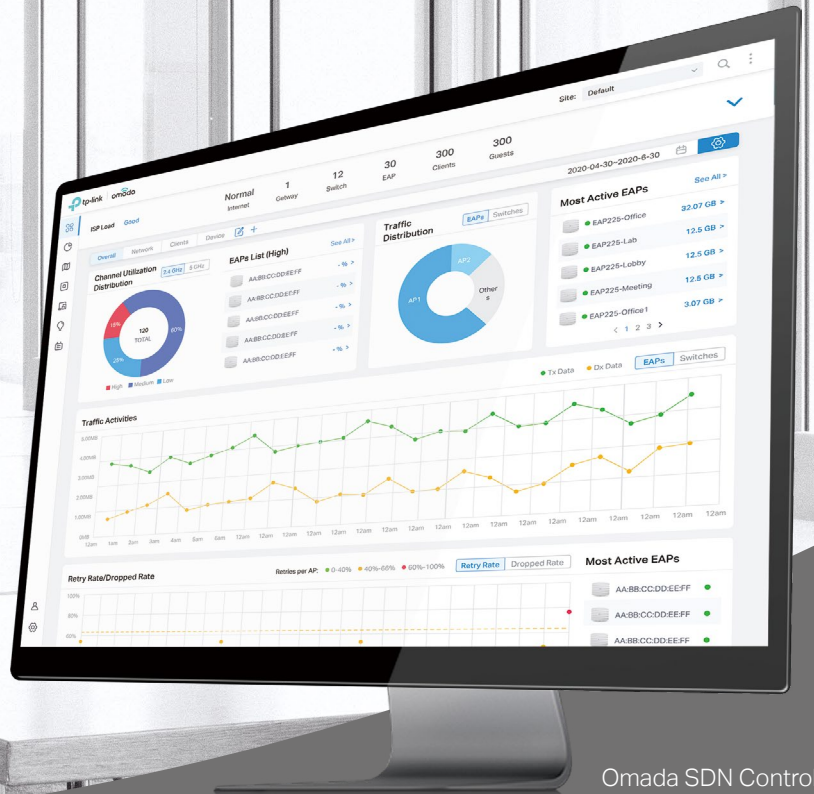 Site: Default
tp-link omada
ISP Load Good
Normal
Internet
1
Getway
12
Switch
30
EAP
300
Clients
300
Guests
2020-04-30~2020-6-30
Overall Network Clients Device
Channel Utilization
Distribution
2.4 GHz 5 GHz
120
TOTAL
60%
High Medium Low
EAPs List (High)
See All >
AA:BB:CC:DD:EE:FF - % >
AA:BB:CC:DD:EE:FF - % >
AA:BB:CC:DD:EE:FF - % >
AA:BB:CC:DD:EE:FF - % >
AA:BB:CC:DD:EE:FF - % >
Traffic
Distribution
EAPs Switches
AP2
AP1
Other
s
Most Active EAPs
See All >
EAP225-Office 32.07 GB >
EAP225-Lab 12.5 GB >
EAP225-Lobby 12.5 GB >
EAP225-Meeting 12.5 GB >
EAP225-Office1 3.07 GB >
< 1 2 3 >
Traffic Activities
Tx Data Dx Data EAPs Switches
5.00MB
4.00MB
3.00MB
2.00MB
1.00MB
0MB
12am 1am 2am 3am 4am 5am 6am 12am 12am 12am 12am 12am 12am 12am 12am 12am 12am 12am 12am 12am 12am 12am 12am
Retry Rate/Dropped Rate
Retries per AP: 0-40% 40%-60% 60%-100%
Retry Rate Dropped Rate
100%
80%
60%
Most Active EAPs
AA:BB:CC:DD:EE:FF
AA:BB:CC:DD:EE:FF
AA:BB:CC:DD:EE:FF
Omada SDN Contro